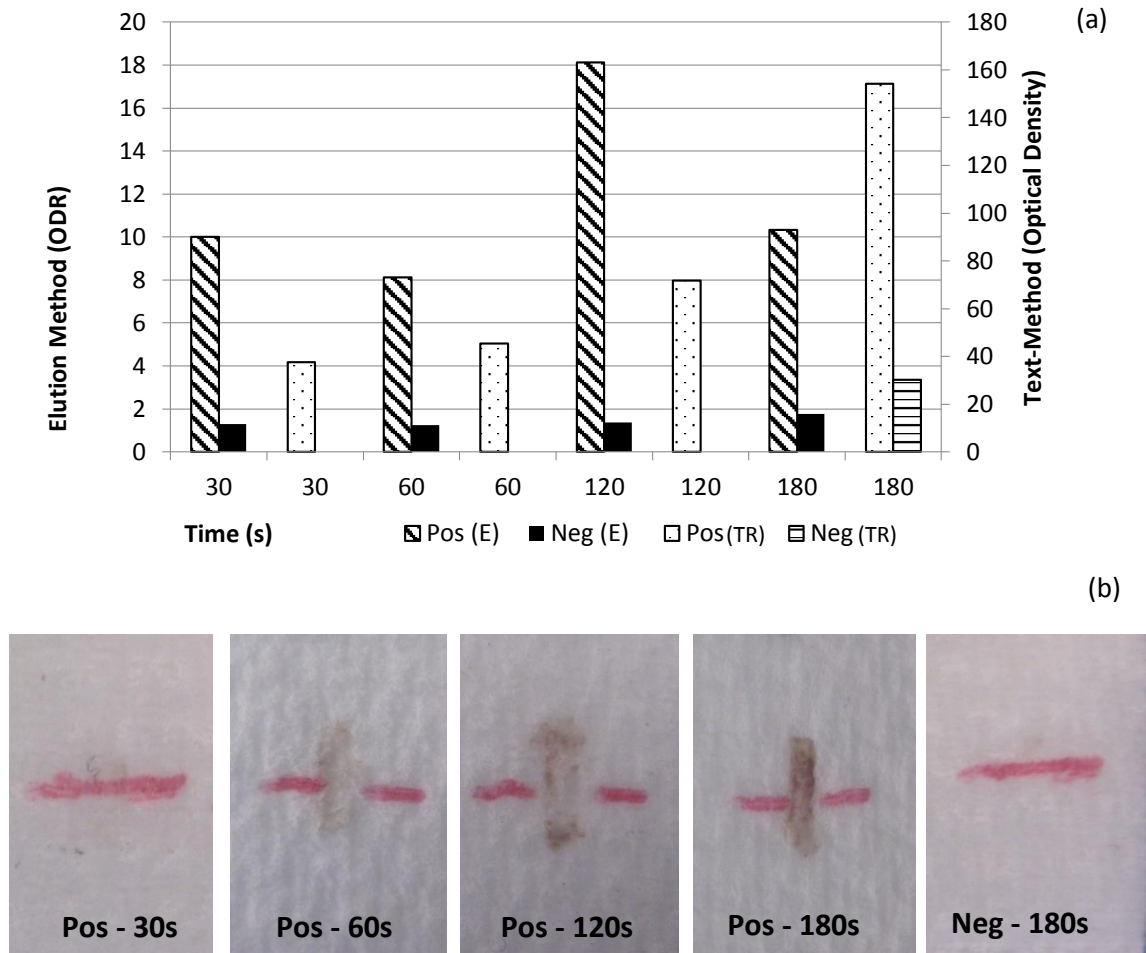 (a)
20
18
16
14
12
10
8
6
4
2
0
Elution Method (ODR)
180
160
140
120
100
80
60
40
20
0
Text-Method (Optical Density)
30 30 60 60 120 120 180 180
Time (s)
Pos (E) Neg (E) Pos (TR) Neg (TR)
(b)
Pos - 30s Pos - 60s Pos - 120s Pos - 180s Neg - 180s